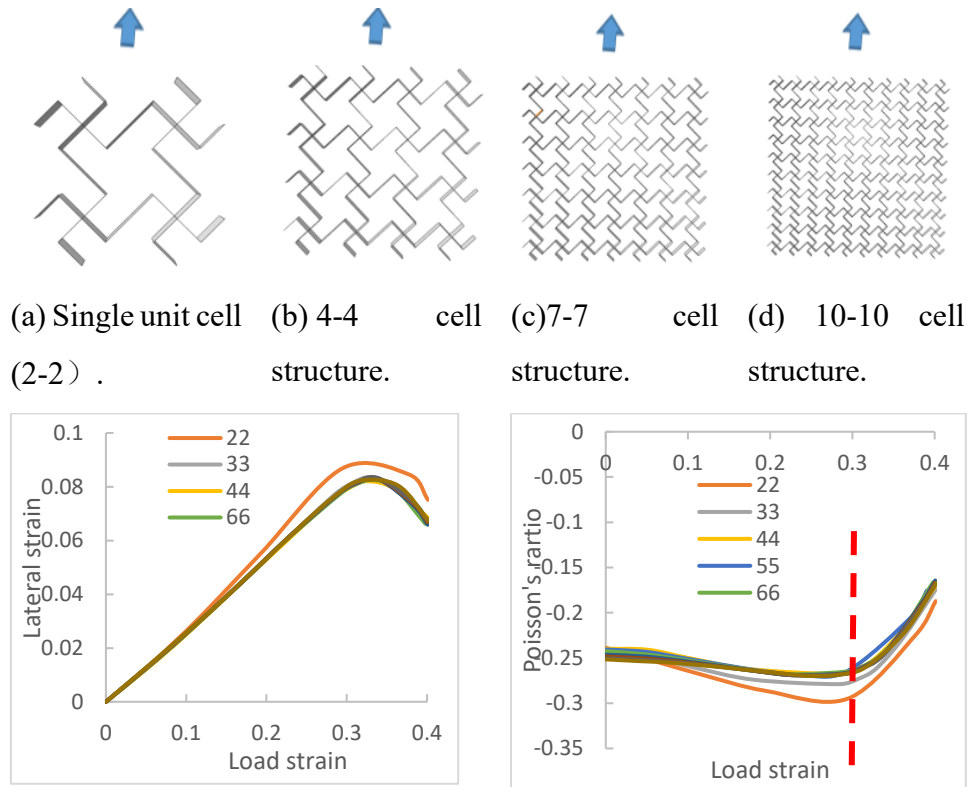 (a) Single unit cell
(2-2） .
(b) 4-4 cell
structure.
(c)7-7 cell
structure.
(d) 10-10 cell
structure.
0.1
0.08
0.06
0.04
0.02
0
Lateral strain
22
33
44
66
0 0.1 0.2 0.3 0.4
Load strain
0
-0.05
-0.1
-0.15
-0.2
-0.25
-0.3
-0.35
Poisson's rartio
0 0.1 0.2 0.3 0.4
22
33
44
55
66
Load strain